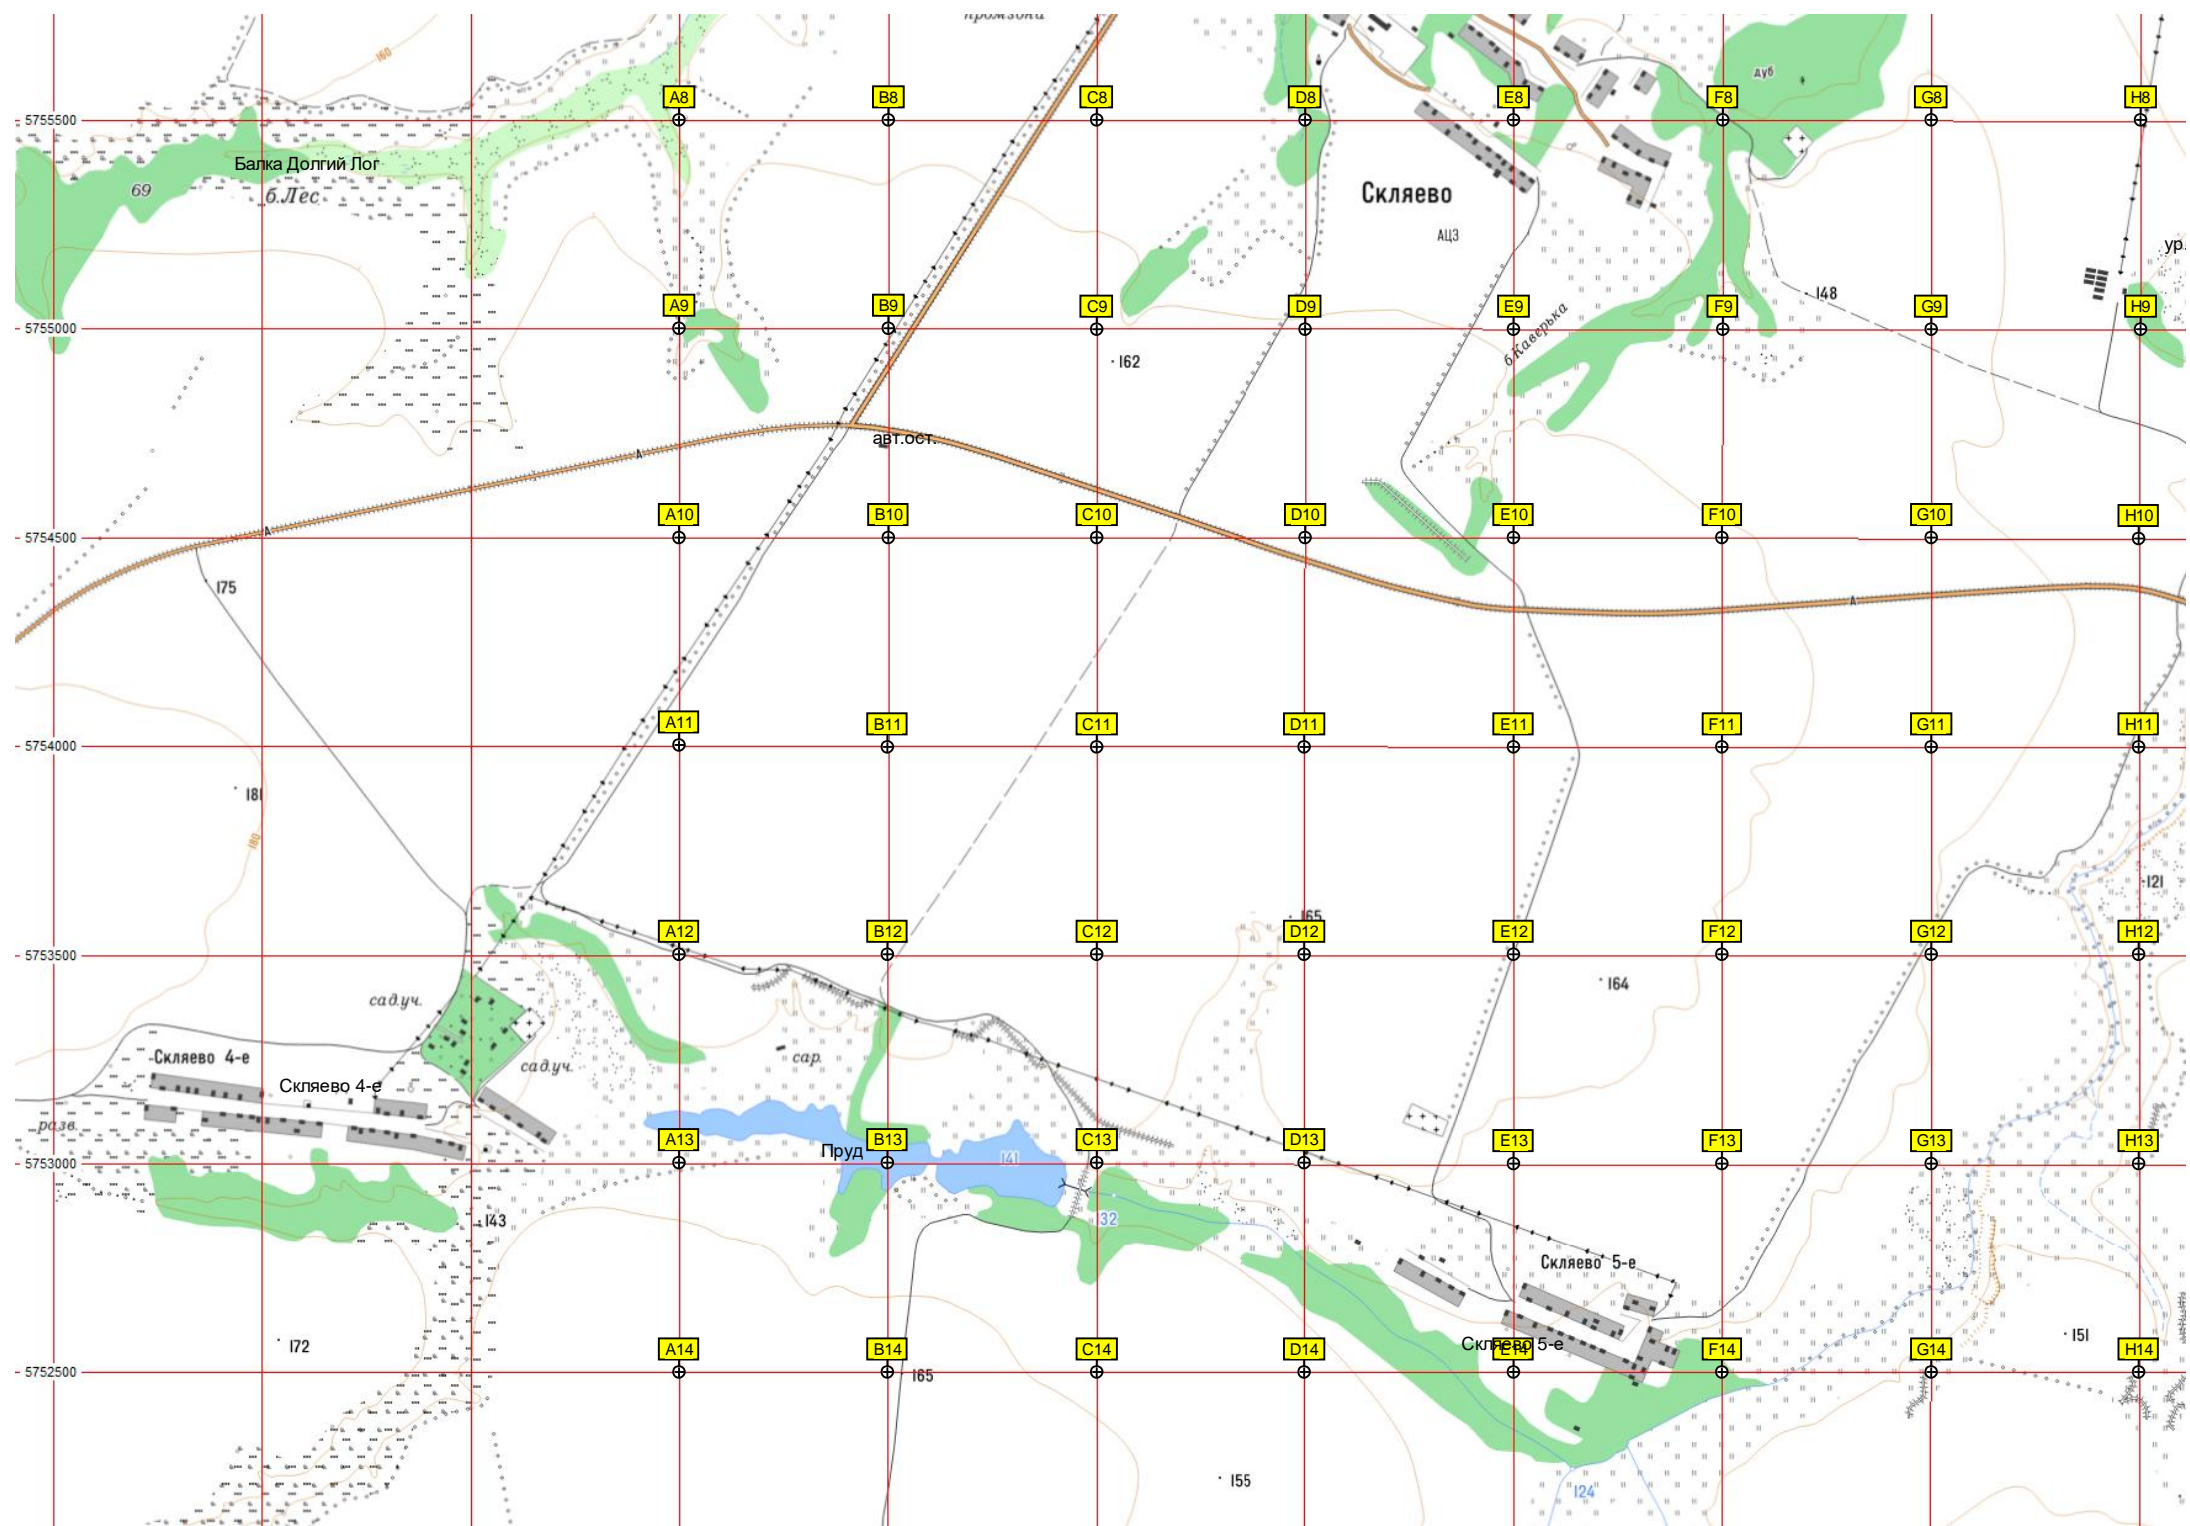 промзона
160
дуб
A8 B8 C8 D8 E8 F8 G8 H8
5755500
Балка Долгий Лог
69
б.Лес
Скляево
АЦЗ
ур.
148
A9 B9 C9 D9 E9 F9 G9 H9
5755000
б.Каверька
162
авт.ост.
А
A10 B10 C10 D10 E10 F10 G10 H10
5754500
А
175
А
A11 B11 C11 D11 E11 F11 G11 H11
5754000
181
180
121
165
A12 B12 C12 D12 E12 F12 G12 H12
5753500
164
сад.уч.
Скляево 4-е
сар.
сад.уч.
Скляево 4-е
разв.
A13 B13 C13 D13 E13 F13 G13 H13
Пруд
141
5753000
143
32
Скляево 5-е
172
151
Скляево 5-е
A14 B14 C14 D14 E14 F14 G14 H14
5752500
165
155
124